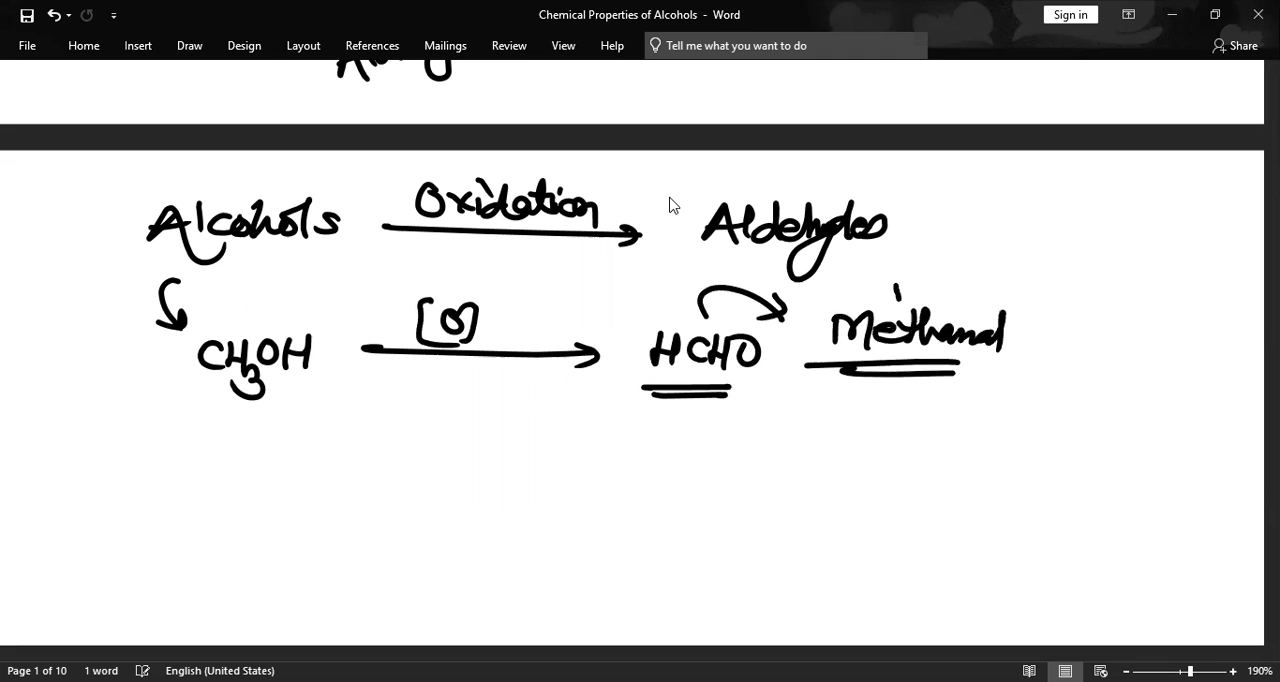 Chemical Properties of Alcohols - Word
Sign in
File Home Insert Draw Design Layout References Mailings Review View Help Tell me what you want to do Share
Alcohols Oxidation Aldehydes
CH3OH [O] HCHO Methanal
Page 1 of 10 1 word English (United States) 190%